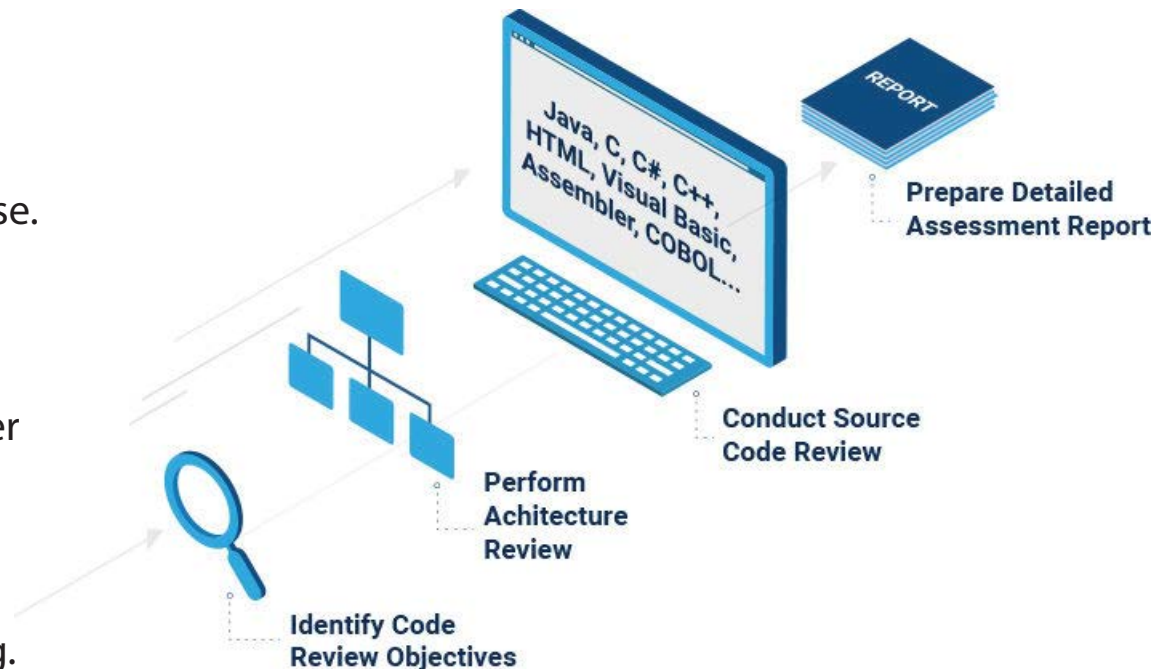 se.
er
g.
REPORT
Java, C, C#, C++,
HTML, Visual Basic,
Assembler, COBOL...
Prepare Detailed
Assessment Report
Conduct Source
Code Review
Perform
Achitecture
Review
Identify Code
Review Objectives